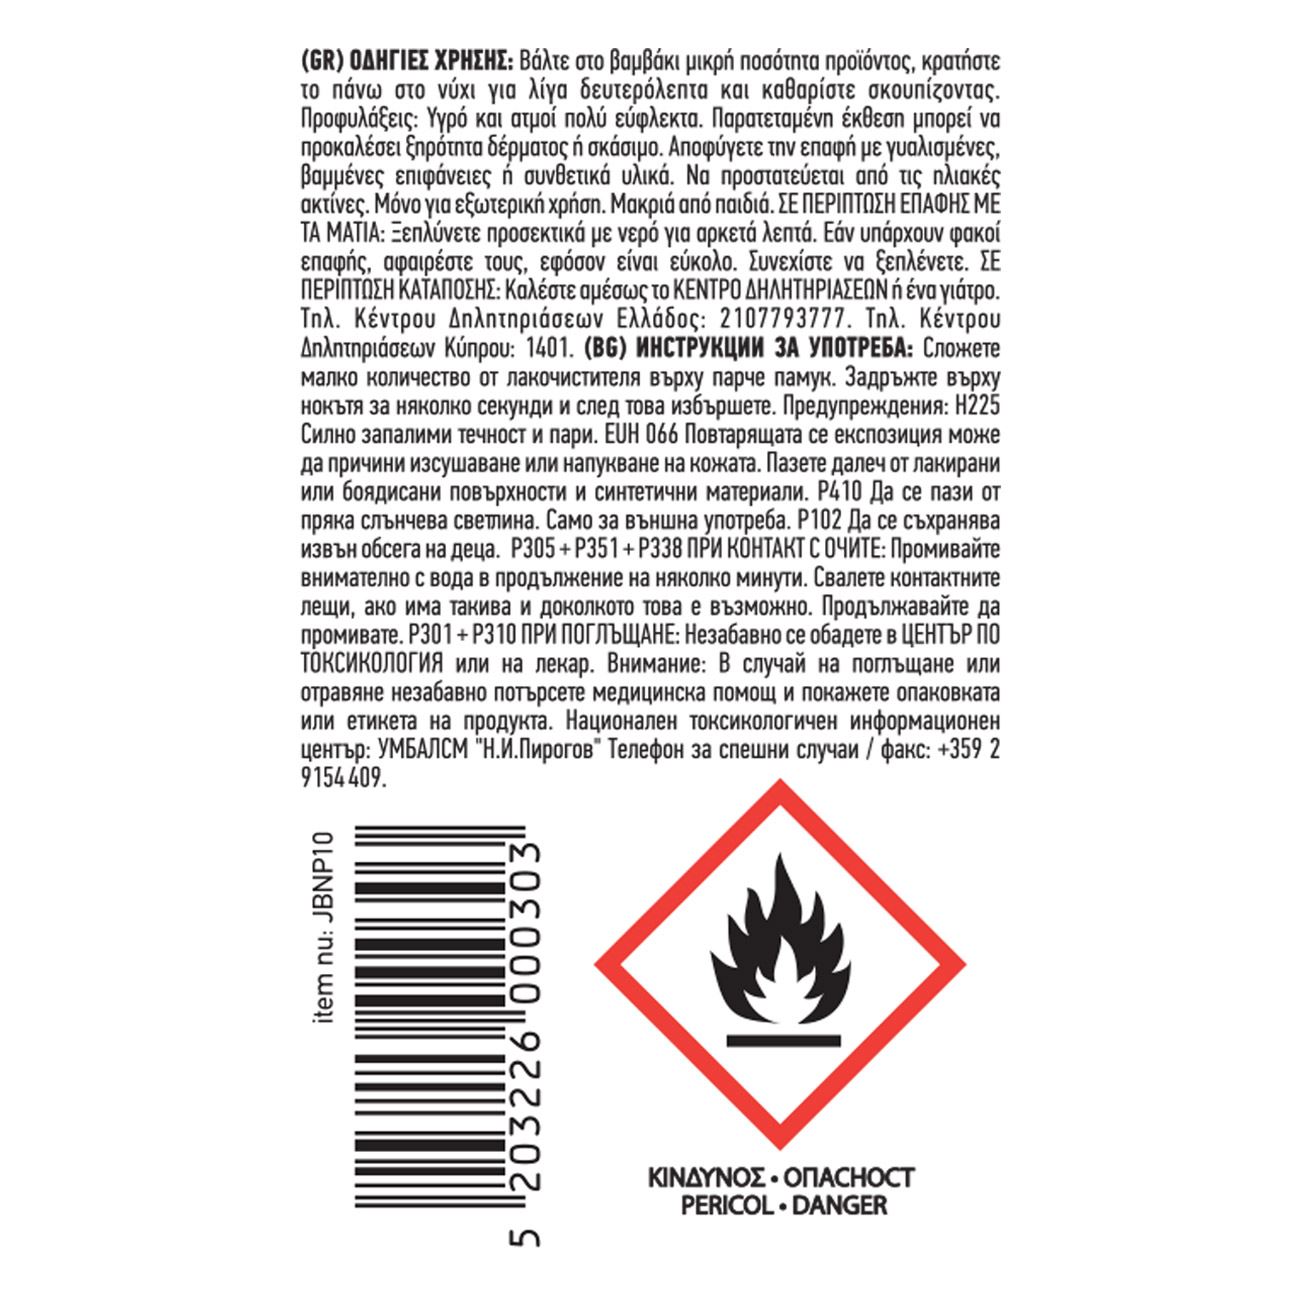 (GR) ΟΔΗΓΙΕΣ ΧΡΗΣΗΣ: Βάλτε στο βαμβάκι μικρή ποσότητα προϊόντος, κρατήστε
το πάνω στο νύχι για λίγα δευτερόλεπτα και καθαρίστε σκουπίζοντας.
Προφυλάξεις: Υγρό και ατμοί πολύ εύφλεκτα. Παρατεταμένη έκθεση μπορεί να
προκαλέσει ξηρότητα δέρματος ή σκάσιμο. Αποφύγετε την επαφή με γυαλισμένες,
βαμμένες επιφάνειες ή συνθετικά υλικά. Να προστατεύεται από τις ηλιακές
ακτίνες. Μόνο για εξωτερική χρήση. Μακριά από παιδιά. ΣΕ ΠΕΡΙΠΤΩΣΗ ΕΠΑΦΗΣ ΜΕ
ΤΑ ΜΑΤΙΑ: Ξεπλύνετε προσεκτικά με νερό για αρκετά λεπτά. Εάν υπάρχουν φακοί
επαφής, αφαιρέστε τους, εφόσον είναι εύκολο. Συνεχίστε να ξεπλένετε. ΣΕ
ΠΕΡΙΠΤΩΣΗ ΚΑΤΑΠΟΣΗΣ: Καλέστε αμέσως το ΚΕΝΤΡΟ ΔΗΛΗΤΗΡΙΑΣΕΩΝ ή ένα γιάτρο.
Τηλ. Κέντρου Δηλητηριάσεων Ελλάδος: 2107793777. Τηλ. Κέντρου
Δηλητηριάσεων Κύπρου: 1401. (BG) ИНСТРУКЦИИ ЗА УПОТРЕБА: Сложете
малко количество от лакочистителя върху парче памук. Задръжте върху
нокътя за няколко секунди и след това избършете. Предупреждения: H225
Силно запалими течност и пари. EUH 066 Повтарящата се експозиция може
да причини изсушаване или напукване на кожата. Пазете далеч от лакирани
или боядисани повърхности и синтетични материали. P410 Да се пази от
пряка слънчева светлина. Само за външна употреба. P102 Да се съхранява
извън обсега на деца. P305 + P351 + P338 ПРИ КОНТАКТ С ОЧИТЕ: Промивайте
внимателно с вода в продължение на няколко минути. Свалете контактните
лещи, ако има такива и доколкото това е възможно. Продължавайте да
промивате. P301 + P310 ПРИ ПОГЛЪЩАНЕ: Незабавно се обадете в ЦЕНТЪР ПО
ТОКСИКОЛОГИЯ или на лекар. Внимание: В случай на поглъщане или
отравяне незабавно потърсете медицинска помощ и покажете опаковката
или етикета на продукта. Национален токсикологичен информационен
център: УМБАЛСМ "Н.И.Пирогов" Телефон за спешни случаи / факс: +359 2
9154 409.
item nu: JBNP10
5 203226 000303
ΚΙΝΔΥΝΟΣ • ОПАСНОСТ
PERICOL • DANGER